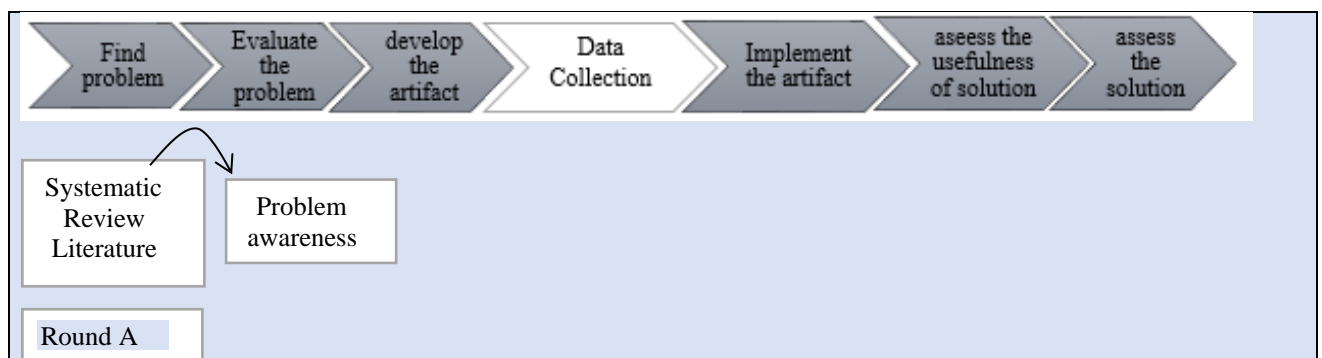 Find
problem
Evaluate
the
problem
develop
the
artifact
Data
Collection
Implement
the artifact
aseess the
usefulness
of solution
assess
the
solution
Systematic
Review
Literature
Problem
awareness
Round A